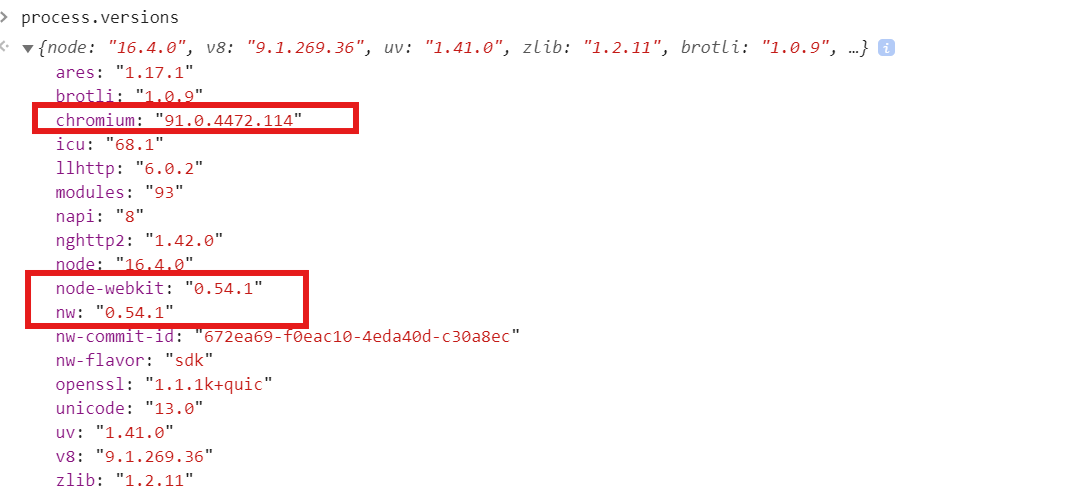 process.versions
{node: "16.4.0", v8: "9.1.269.36", uv: "1.41.0", zlib: "1.2.11", brotli: "1.0.9", …} i
ares: "1.17.1"
brotli: "1.0.9"
chromium: "91.0.4472.114"
icu: "68.1"
llhttp: "6.0.2"
modules: "93"
napi: "8"
nghttp2: "1.42.0"
node: "16.4.0"
node-webkit: "0.54.1"
nw: "0.54.1"
nw-commit-id: "672ea69-f0eac10-4eda40d-c30a8ec"
nw-flavor: "sdk"
openssl: "1.1.1k+quic"
unicode: "13.0"
uv: "1.41.0"
v8: "9.1.269.36"
zlib: "1.2.11"